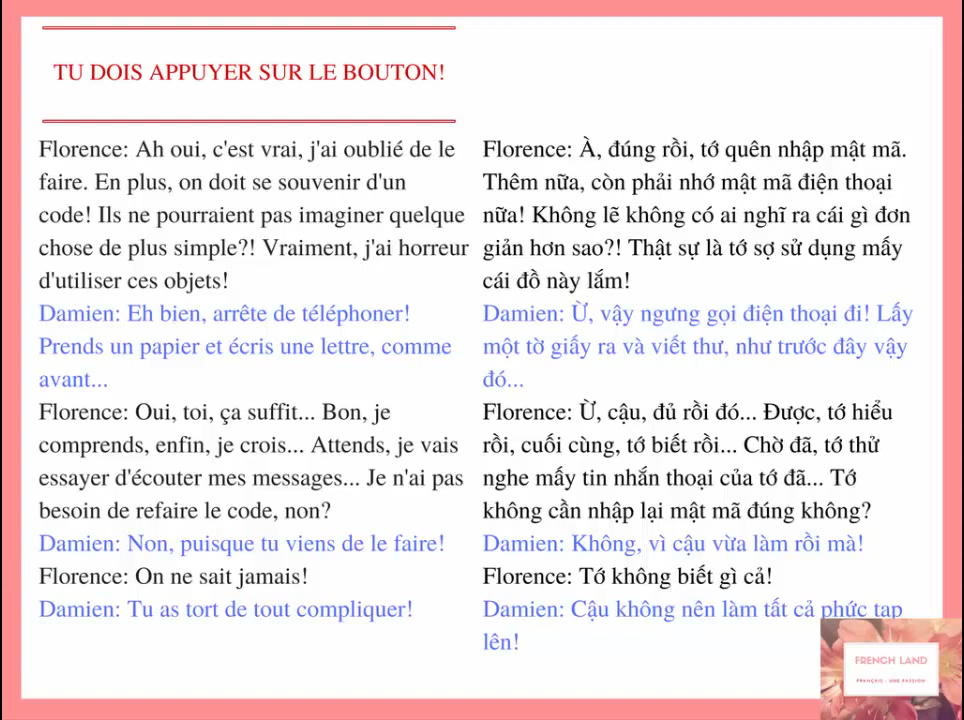 TU DOIS APPUYER SUR LE BOUTON!
Florence: Ah oui, c'est vrai, j'ai oublié de le
faire. En plus, on doit se souvenir d'un
code! Ils ne pourraient pas imaginer quelque
chose de plus simple?! Vraiment, j'ai horreur
d'utiliser ces objets!
Damien: Eh bien, arrête de téléphoner!
Prends un papier et écris une lettre, comme
avant...
Florence: Oui, toi, ça suffit... Bon, je
comprends, enfin, je crois... Attends, je vais
essayer d'écouter mes messages... Je n'ai pas
besoin de refaire le code, non?
Damien: Non, puisque tu viens de le faire!
Florence: On ne sait jamais!
Damien: Tu as tort de tout compliquer!
Florence: À, đúng rồi, tớ quên nhập mật mã.
Thêm nữa, còn phải nhớ mật mã điện thoại
nữa! Không lẽ không có ai nghĩ ra cái gì đơn
giản hơn sao?! Thật sự là tớ sợ sử dụng mấy
cái đồ này lắm!
Damien: Ừ, vậy ngưng gọi điện thoại đi! Lấy
một tờ giấy ra và viết thư, như trước đây vậy
đó...
Florence: Ừ, cậu, đủ rồi đó... Được, tớ hiểu
rồi, cuối cùng, tớ biết rồi... Chờ đã, tớ thử
nghe mấy tin nhắn thoại của tớ đã... Tớ
không cần nhập lại mật mã đúng không?
Damien: Không, vì cậu vừa làm rồi mà!
Florence: Tớ không biết gì cả!
Damien: Cậu không nên làm tất cả phức tạp
lên!
FRENCH LAND
FRANÇAIS - UNE PASSION